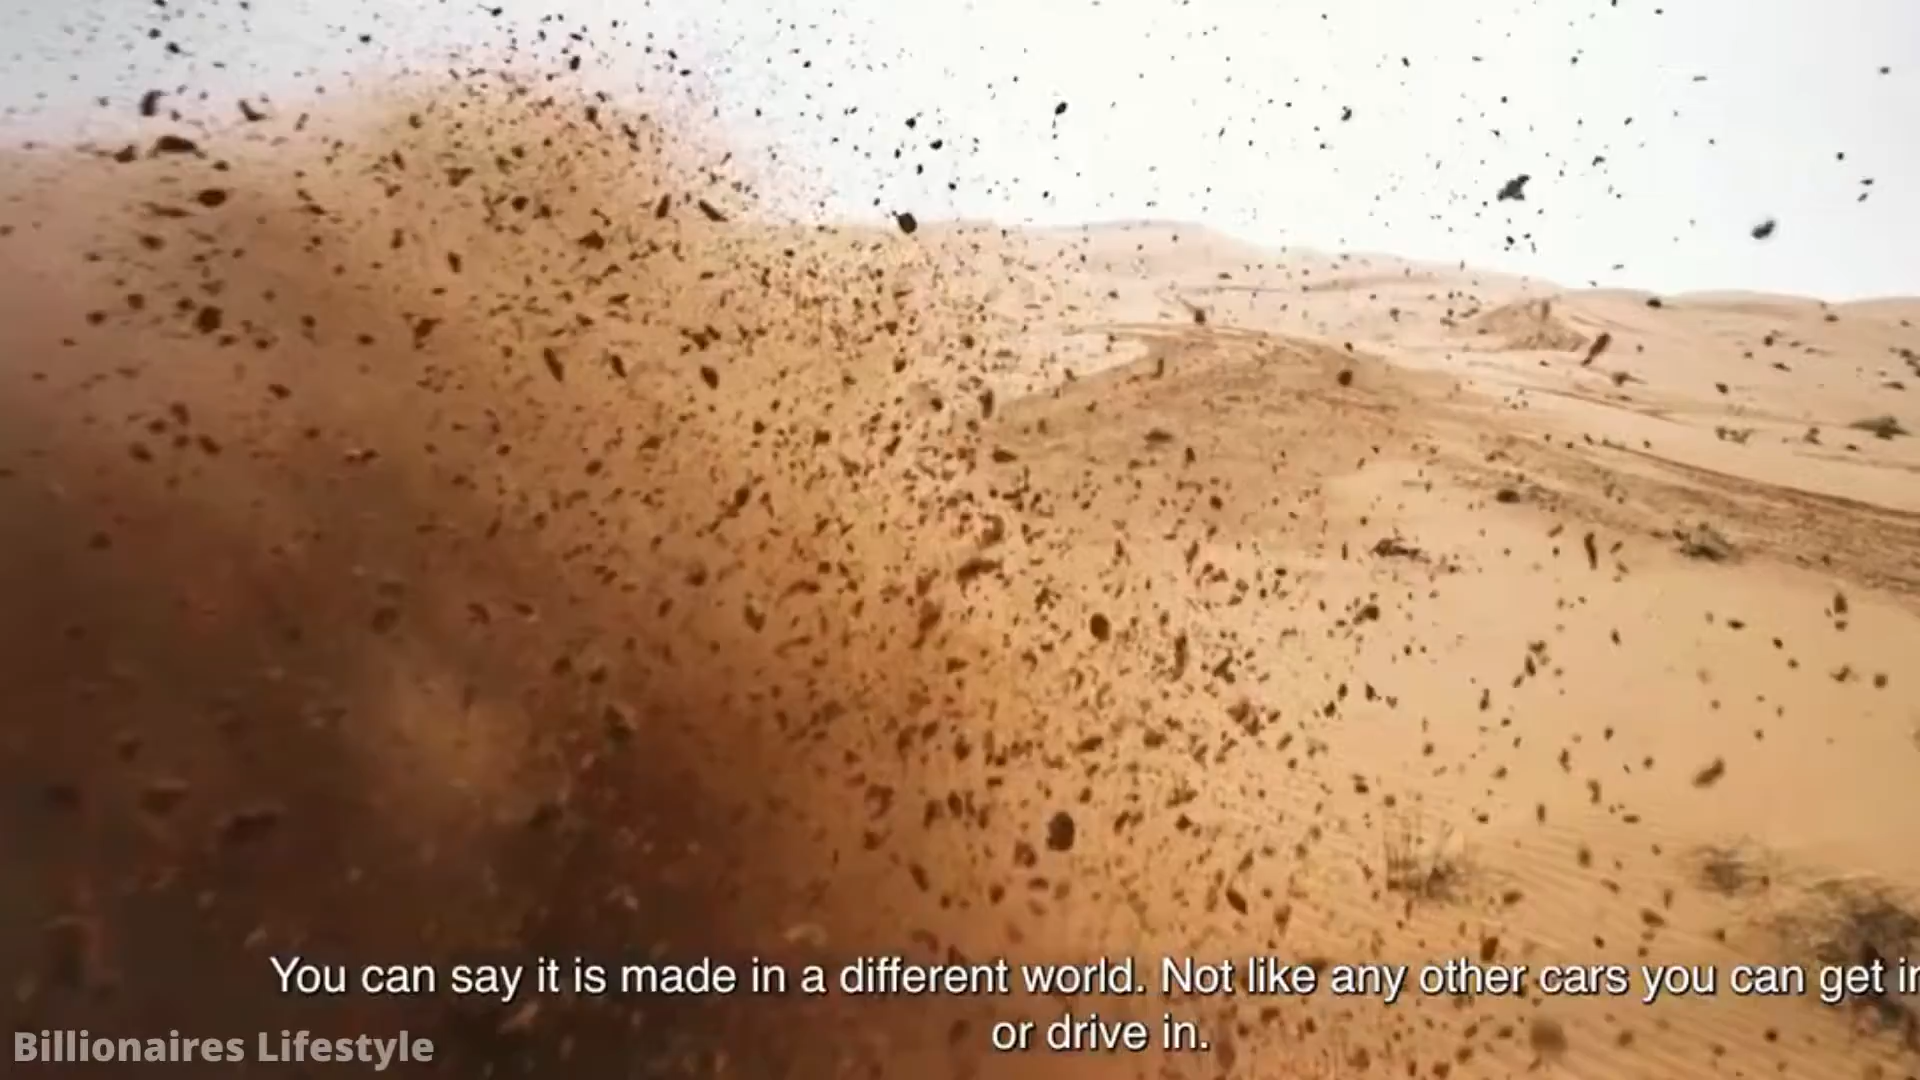 You can say it is made in a different world. Not like any other cars you can get in
or drive in.
Billionaires Lifestyle